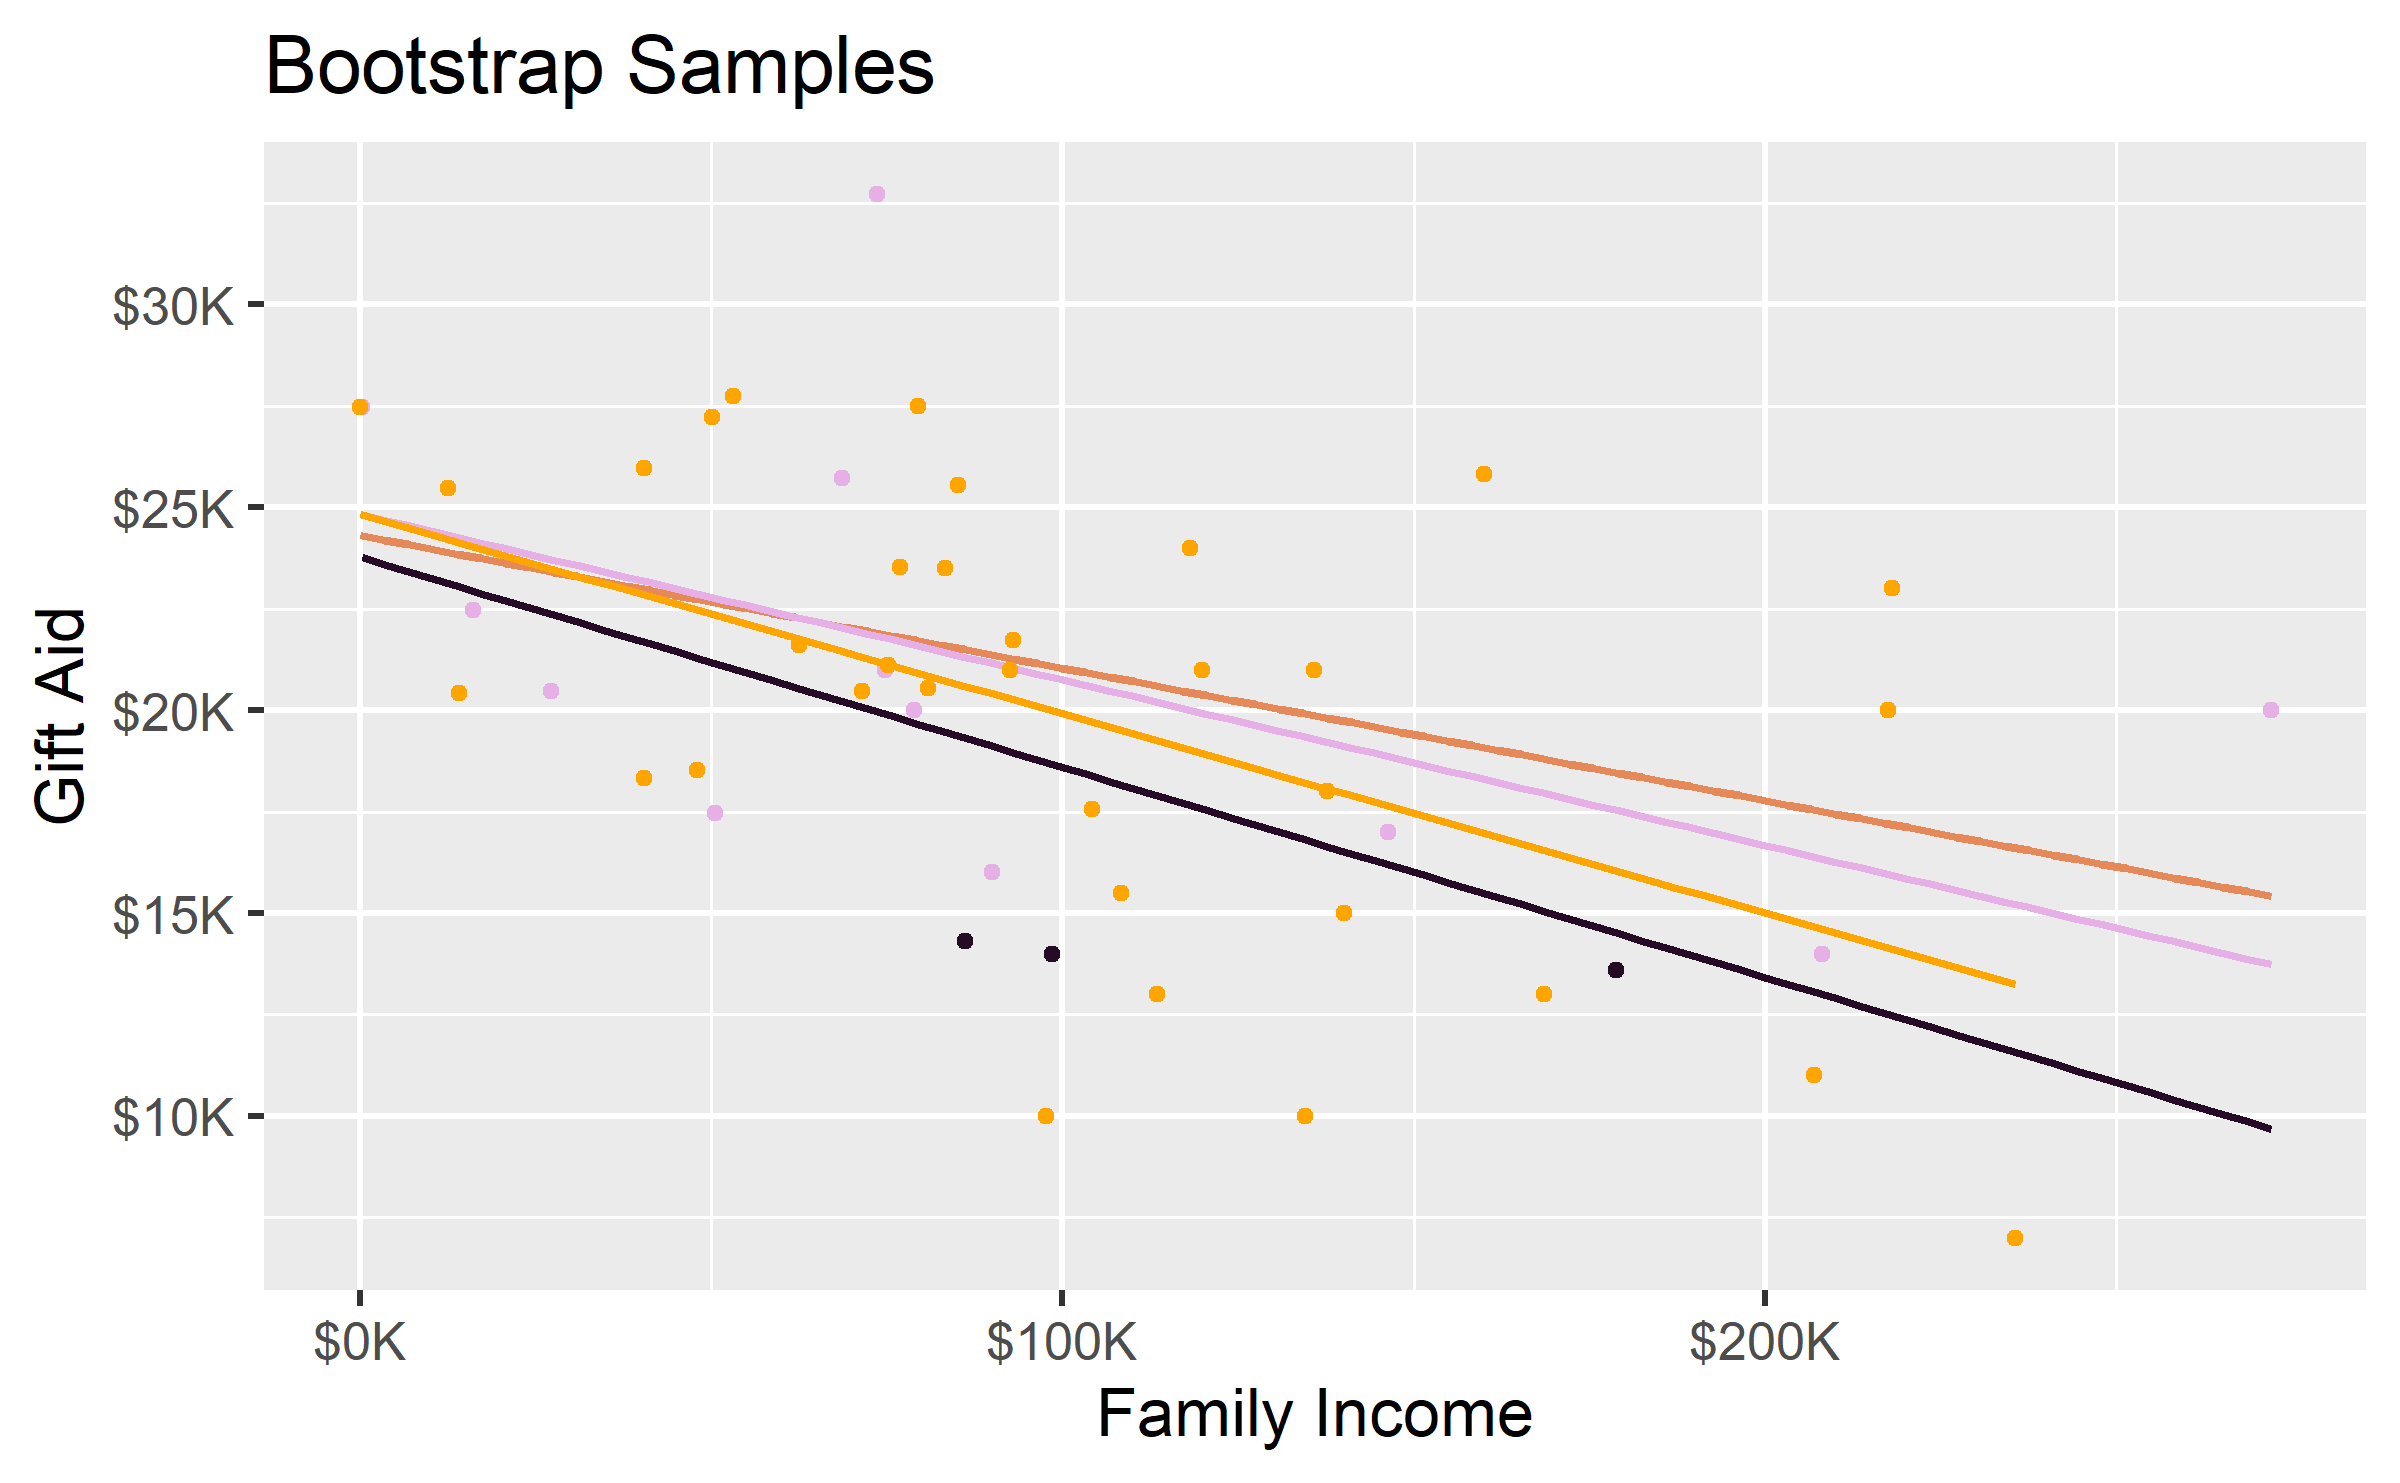 Bootstrap Samples
$30K
$25K
$20K
$15K
$10K
Gift Aid
$0K
$100K
$200K
Family Income